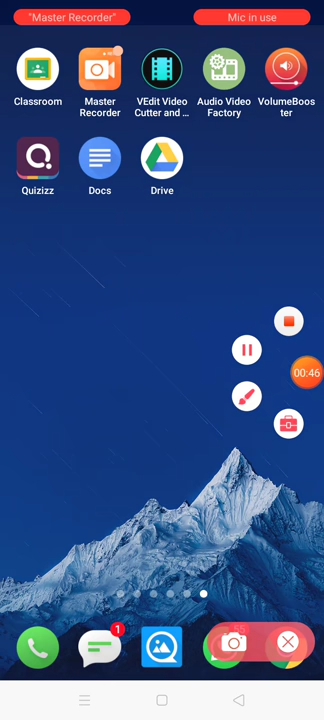 "Master Recorder"
Mic in use
Classroom
Master
Recorder
VEdit Video
Cutter and ...
Audio Video
Factory
VolumeBoos
ter
Quizizz
Docs
Drive
00:46
1
55